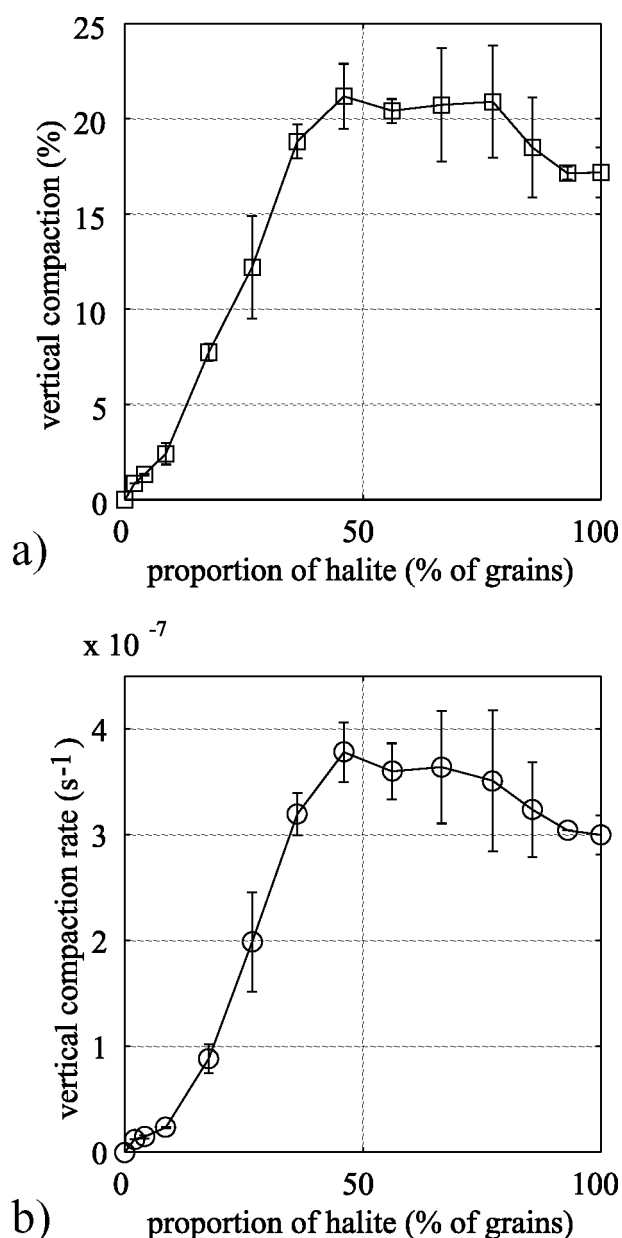 25
20
15
10
5
0
vertical compaction (%)
0 50 100
a) proportion of halite (% of grains)
x 10 -7
4
3
2
1
0
vertical compaction rate (s-1)
0 50 100
b) proportion of halite (% of grains)